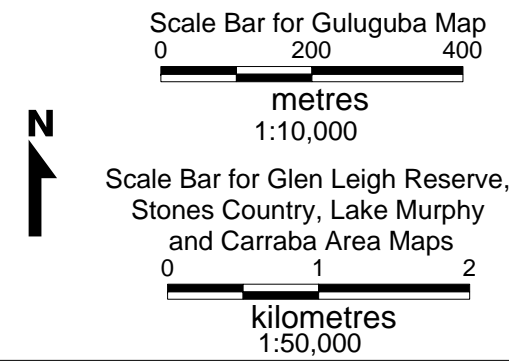 Scale Bar for Guluguba Map
0 200 400
metres
1:10,000
N
Scale Bar for Glen Leigh Reserve,
Stones Country, Lake Murphy
and Carraba Area Maps
0 1 2
kilometres
1:50,000